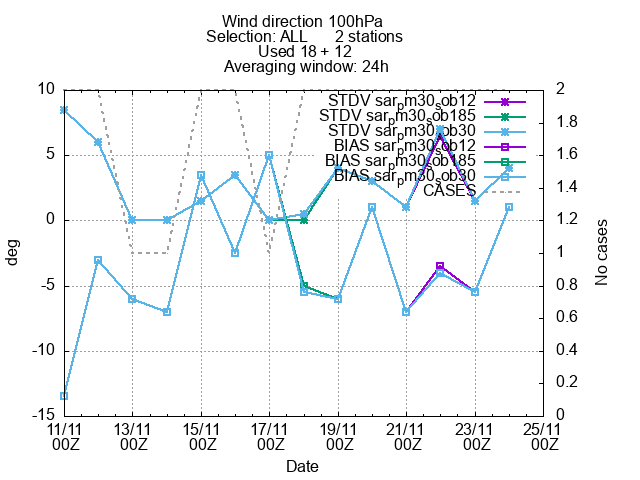 Wind direction 100hPa
Selection: ALL 2 stations
Used 18 + 12
Averaging window: 24h
STDV sar_pm30_sob12
STDV sar_pm30_sob185
STDV sar_pm30_sob30
BIAS sar_pm30_sob12
BIAS sar_pm30_sob185
BIAS sar_pm30_sob30
CASES
10
5
0
-5
-10
-15
deg
2
1.8
1.6
1.4
1.2
1
0.8
0.6
0.4
0.2
0
No cases
11/11 13/11 15/11 17/11 19/11 21/11 23/11 25/11
00Z 00Z 00Z 00Z 00Z 00Z 00Z 00Z
Date